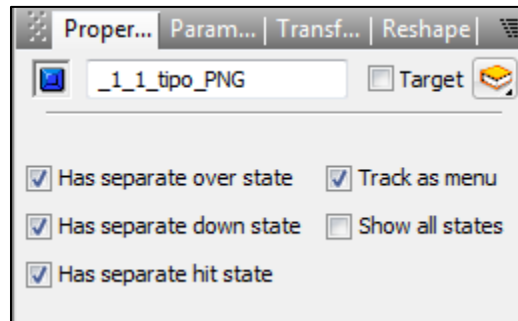 Proper... Param... | Transf... | Reshape |
_1_1_tipo_PNG Target
Has separate over state Track as menu
Has separate down state Show all states
Has separate hit state